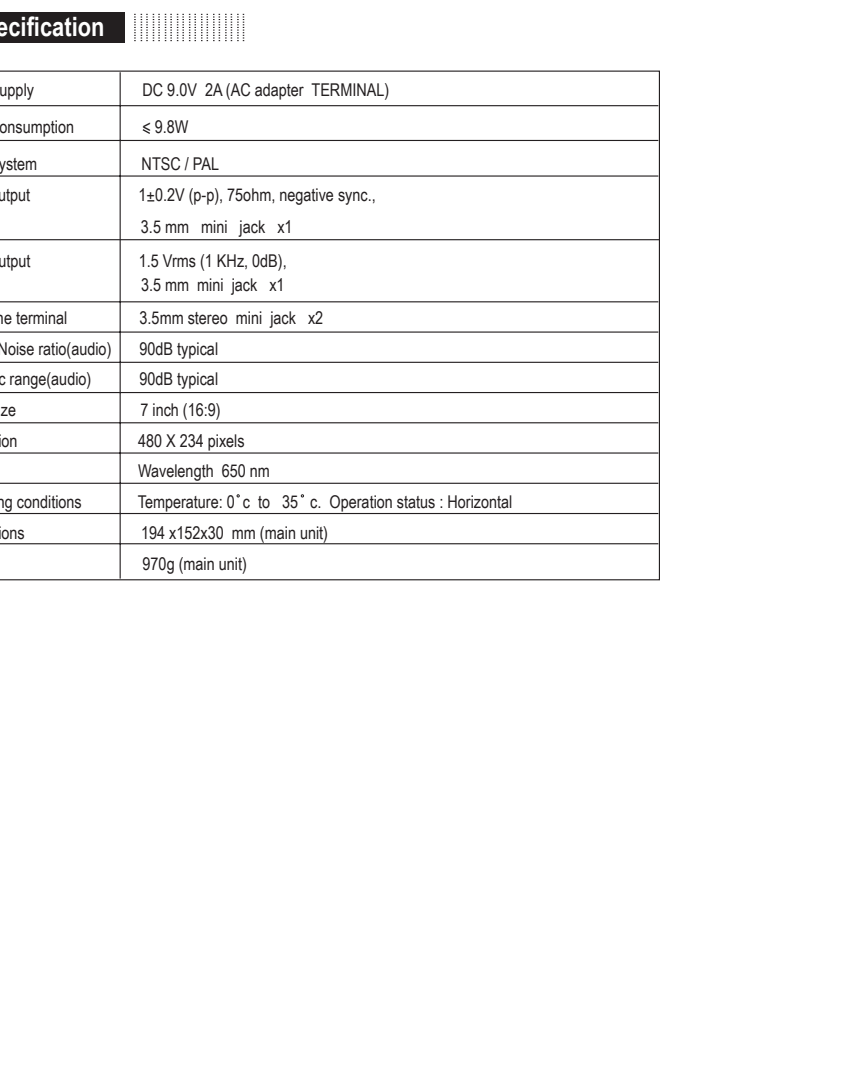 ecification
upply DC 9.0V 2A (AC adapter TERMINAL)
onsumption ⩽ 9.8W
ystem NTSC / PAL
utput 1±0.2V (p-p), 75ohm, negative sync.,
3.5 mm mini jack x1
utput 1.5 Vrms (1 KHz, 0dB),
3.5 mm mini jack x1
ne terminal 3.5mm stereo mini jack x2
Noise ratio(audio) 90dB typical
c range(audio) 90dB typical
ze 7 inch (16:9)
ion 480 X 234 pixels
Wavelength 650 nm
ng conditions Temperature: 0˚c to 35˚ c. Operation status : Horizontal
ions 194 x152x30 mm (main unit)
970g (main unit)